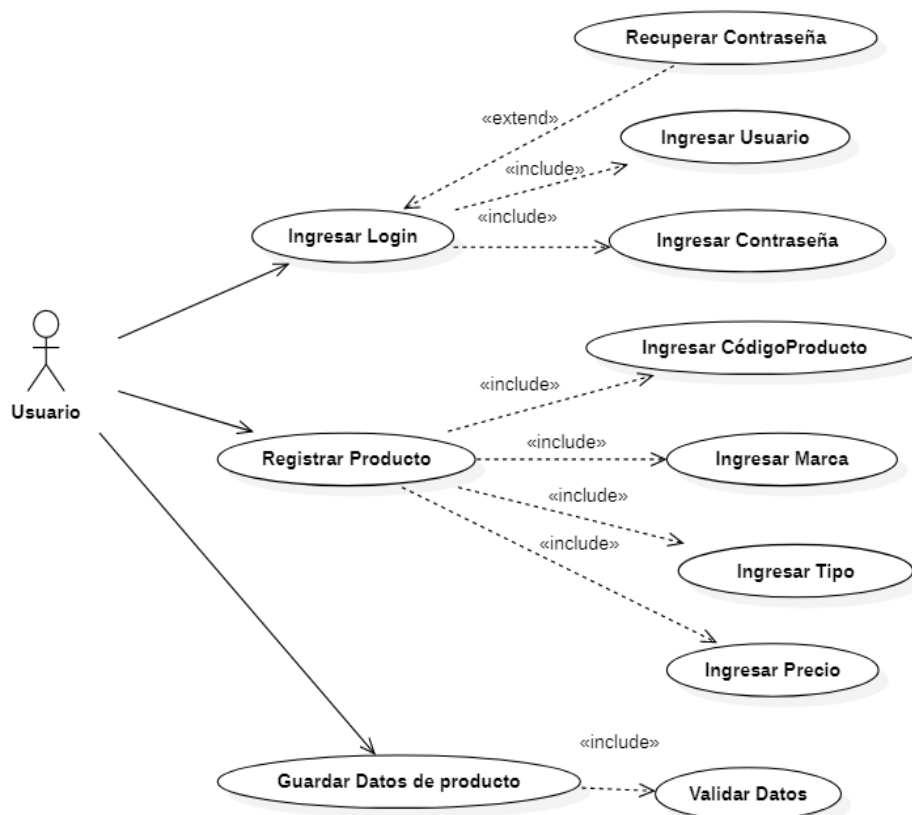 Recuperar Contraseña
«extend»
Ingresar Usuario
«include»
«include»
Ingresar Login
Ingresar Contraseña
Ingresar CódigoProducto
«include»
Usuario
«include»
Registrar Producto
Ingresar Marca
«include»
«include»
Ingresar Tipo
Ingresar Precio
«include»
Guardar Datos de producto
Validar Datos